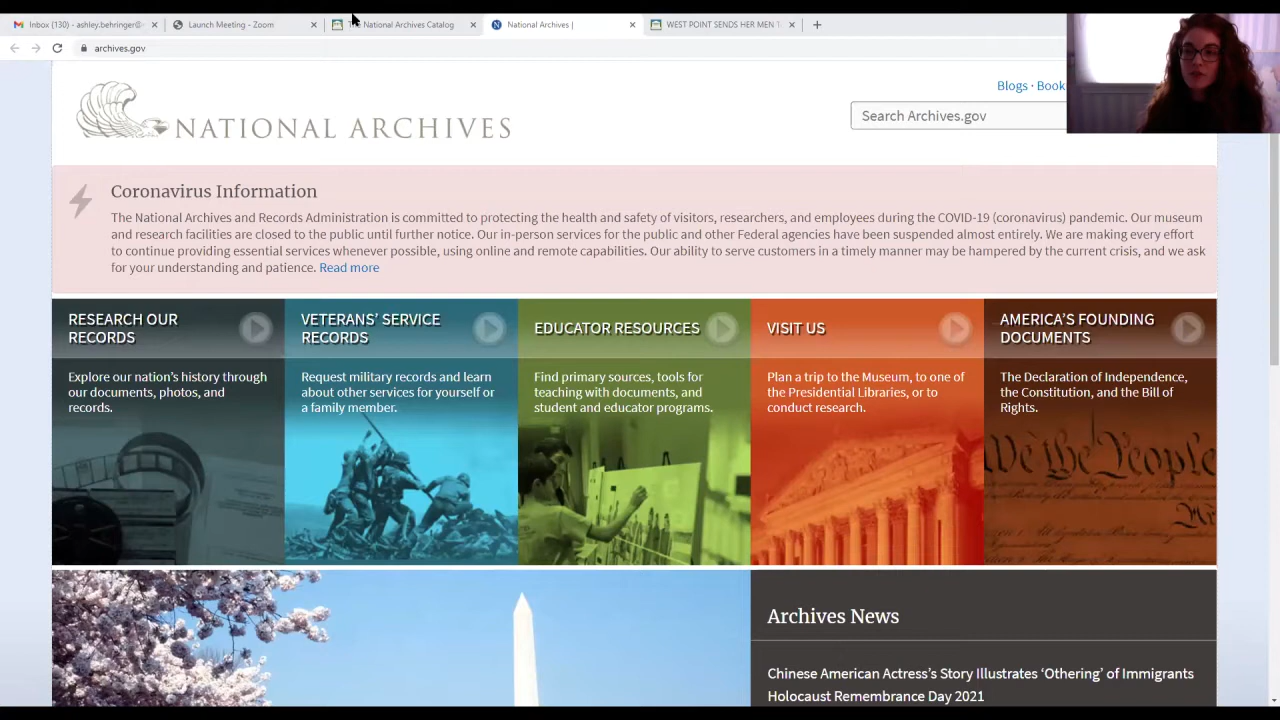 Inbox (130) - ashley.behringer@
Launch Meeting - Zoom
National Archives Catalog
National Archives |
WEST POINT SENDS HER MEN T
archives.gov
Blogs · Book
NATIONAL ARCHIVES
Search Archives.gov
Coronavirus Information
The National Archives and Records Administration is committed to protecting the health and safety of visitors, researchers, and employees during the COVID-19 (coronavirus) pandemic. Our museum
and research facilities are closed to the public until further notice. Our in-person services for the public and other Federal agencies have been suspended almost entirely. We are making every effort
to continue providing essential services whenever possible, using online and remote capabilities. Our ability to serve customers in a timely manner may be hampered by the current crisis, and we ask
for your understanding and patience. Read more
RESEARCH OUR
RECORDS
Explore our nation's history through
our documents, photos, and
records.
VETERANS' SERVICE
RECORDS
Request military records and learn
about other services for yourself or
a family member.
EDUCATOR RESOURCES
Find primary sources, tools for
teaching with documents, and
student and educator programs.
VISIT US
Plan a trip to the Museum, to one of
the Presidential Libraries, or to
conduct research.
AMERICA'S FOUNDING
DOCUMENTS
The Declaration of Independence,
the Constitution, and the Bill of
Rights.
We the People
Archives News
Chinese American Actress's Story Illustrates 'Othering' of Immigrants
Holocaust Remembrance Day 2021